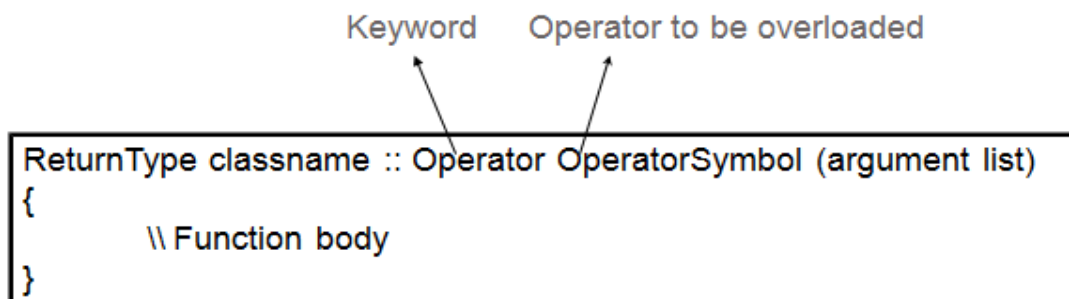 Keyword Operator to be overloaded
ReturnType classname :: Operator OperatorSymbol (argument list)
{
\\ Function body
}